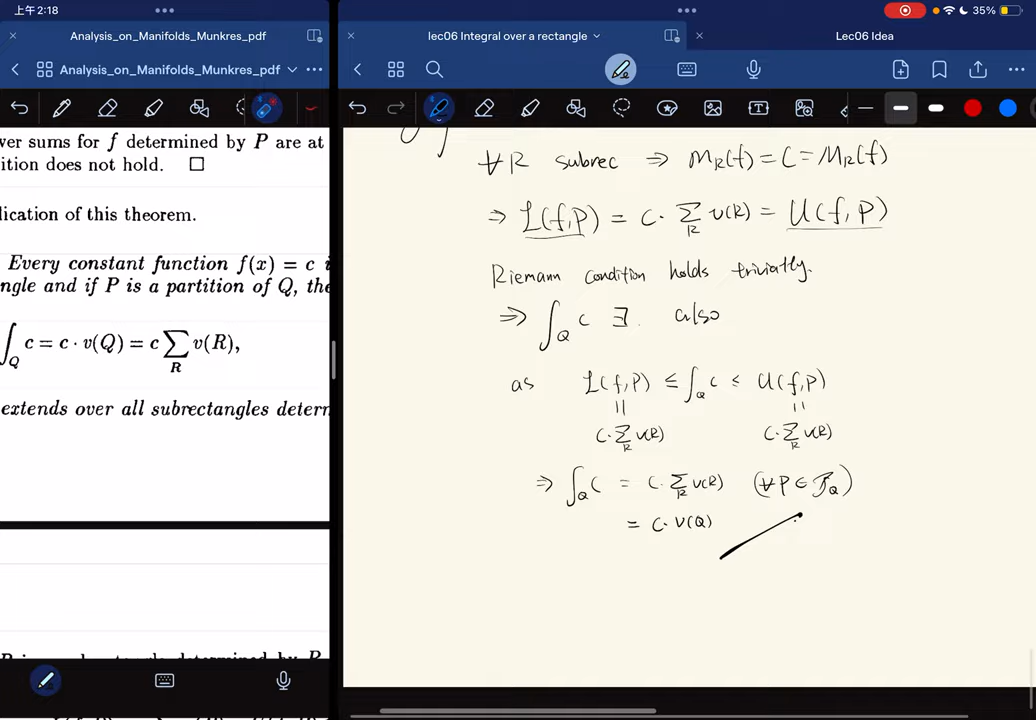 上午2:18
35%
Analysis_on_Manifolds_Munkres_pdf
lec06 Integral over a rectangle
Lec06 Idea
Analysis_on_Manifolds_Munkres_pdf
wer sums for f determined by P are at
ition does not hold. □
lication of this theorem.
Every constant function f(x) = c i
ngle and if P is a partition of Q, the
∫_Q c = c · v(Q) = c ∑_R v(R),
extends over all subrectangles determ
∀R subrec ⇒ m_R(f) = C = M_R(f)
⇒ L(f,P) = C · ∑_R v(R) = U(f,P)
Riemann condition holds trivially.
⇒ ∫_Q C ∃. also
as L(f,P) ≤ ∫_Q C ≤ U(f,P)
|| ||
C·∑_R v(R) C·∑_R v(R)
⇒ ∫_Q C = C·∑_R v(R) (∀P ∈ P_Q)
= C·V(Q)